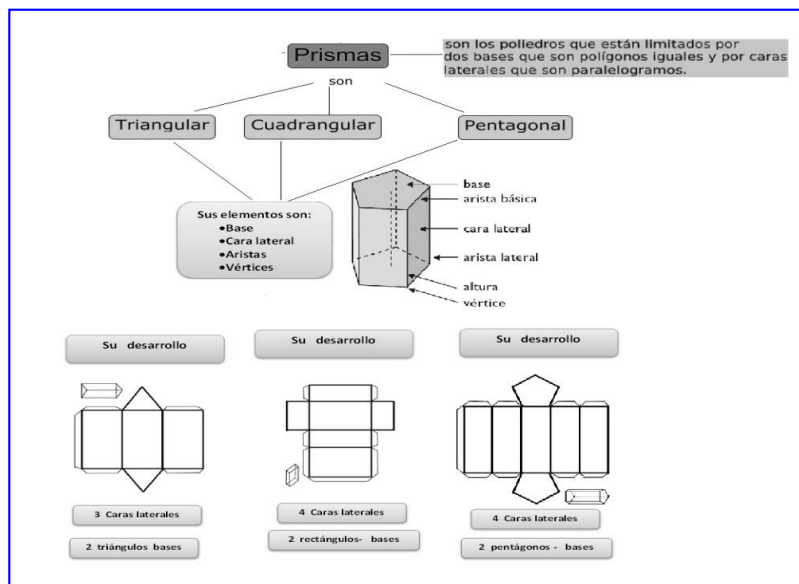 Prismas
son los poliedros que están limitados por
dos bases que son polígonos iguales y por caras
laterales que son paralelogramos.
son
Triangular
Cuadrangular
Pentagonal
Sus elementos son:
●Base
●Cara lateral
●Aristas
●Vértices
base
arista básica
cara lateral
arista lateral
altura
vértice
Su desarrollo
Su desarrollo
Su desarrollo
3 Caras laterales
4 Caras laterales
4 Caras laterales
2 triángulos bases
2 rectángulos- bases
2 pentágonos - bases